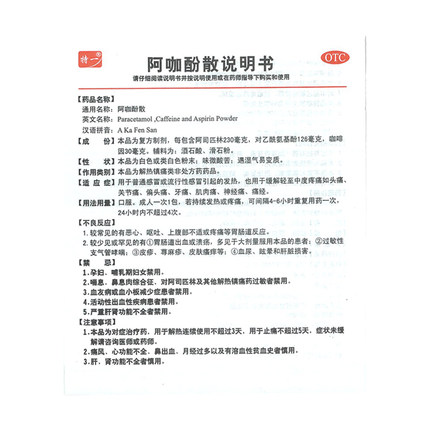 特一
阿咖酚散说明书
OTC
请仔细阅读说明书并按说明使用或在药师指导下购买和使用
【药品名称】
通用名称：阿咖酚散
英文名称：Paracetamol ,Caffeine and Aspirin Powder
汉语拼音：A Ka Fen San
【成 份】本品为复方制剂，每包含阿司匹林230毫克，对乙酰氨基酚126毫克，咖啡
因30毫克。辅料为：酒石酸、滑石粉。
【性 状】本品为白色或类白色粉末；味微酸苦；遇湿气易变质。
【作用类别】本品为解热镇痛类非处方药药品。
【适 应 症】用于普通感冒或流行性感冒引起的发热，也用于缓解轻至中度疼痛如头痛、
关节痛、偏头痛、牙痛、肌肉痛、神经痛、痛经。
【用法用量】口服。成人一次1包，若持续发热或疼痛，可间隔4-6小时重复用药一次，
24小时内不超过4次。
【不良反应】
1.较常见的有恶心、呕吐、上腹部不适或疼痛等胃肠道反应。
2.较少见或罕见的有①胃肠道出血或溃疡，多见于大剂量服用本品的患者；②过敏性
支气管哮喘；③皮疹、荨麻疹、皮肤瘙痒等；④血尿、眩晕和肝脏损害。
【禁 忌】
1.孕妇、哺乳期妇女禁用。
2.喘息、鼻息肉综合征、对阿司匹林及其他解热镇痛药过敏者禁用。
3.血友病或血小板减少症患者禁用。
4.活动性出血性疾病患者禁用。
5.严重肝肾功能不全者禁用。
【注意事项】
1.本品为对症治疗药，用于解热连续使用不超过3天，用于止痛不超过5天，症状未缓
解请咨询医师或药师。
2.痛风、心功能不全、鼻出血、月经过多以及有溶血性贫血史者慎用。
3.肝、肾功能不全者慎用。